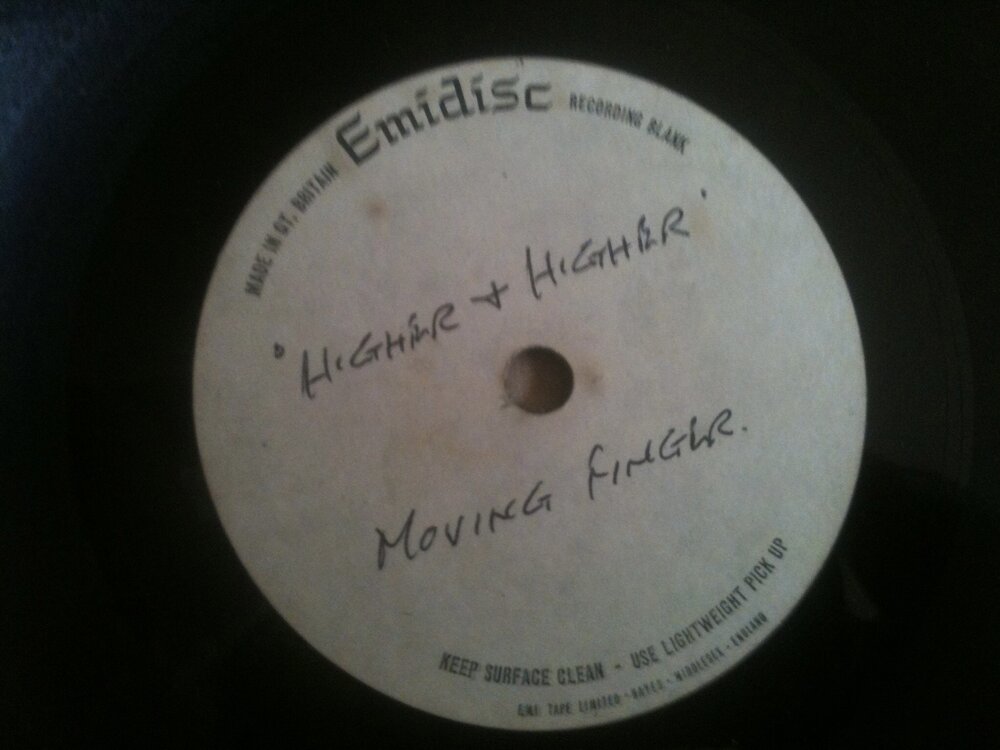 MADE IN GT. BRITAIN Emidisc RECORDING BLANK
'HIGHER + HIGHER'
MOVING FINGER.
KEEP SURFACE CLEAN - USE LIGHTWEIGHT PICK UP
EMI TAPE LIMITED · HAYES · MIDDLESEX · ENGLAND